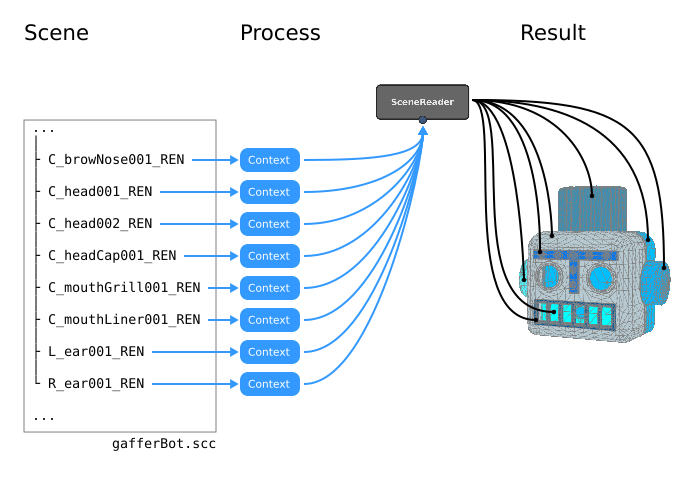 Scene Process Result
SceneReader
...
C_browNose001_REN Context
C_head001_REN Context
C_head002_REN Context
C_headCap001_REN Context
C_mouthGrill001_REN Context
C_mouthLiner001_REN Context
L_ear001_REN Context
R_ear001_REN Context
...
gafferBot.scc